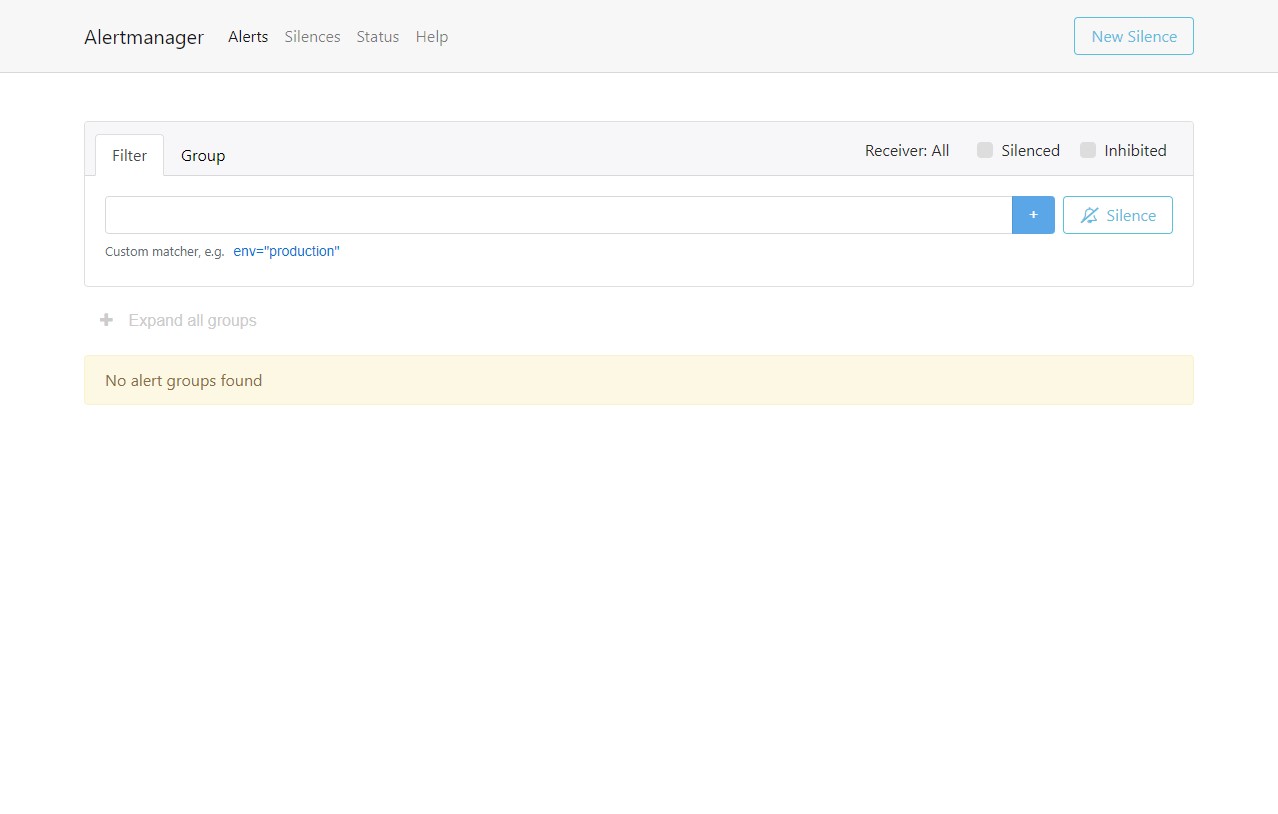 Alertmanager Alerts Silences Status Help New Silence
Filter Group Receiver: All Silenced Inhibited
+ Silence
Custom matcher, e.g. env="production"
+ Expand all groups
No alert groups found